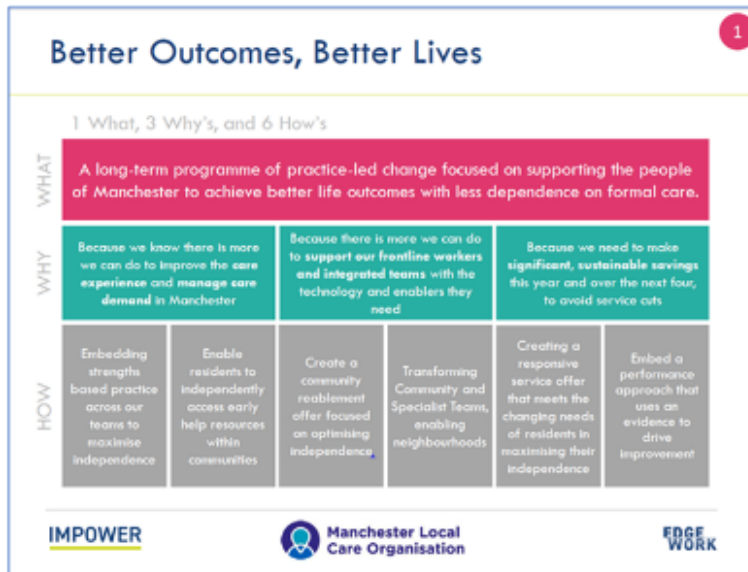 Better Outcomes, Better Lives
1
1 What, 3 Why's, and 6 How's
WHAT
A long-term programme of practice-led change focused on supporting the people
of Manchester to achieve better life outcomes with less dependence on formal care.
WHY
Because we know there is more
we can do to improve the care
experience and manage care
demand in Manchester
Because there is more we can do
to support our frontline workers
and integrated teams with the
technology and enablers they
need
Because we need to make
significant, sustainable savings
this year and over the next four,
to avoid service cuts
HOW
Embedding
strengths
based practice
across our
teams to
maximise
independence
Enable
residents to
independently
access early
help resources
within
communities
Create a
community
reablement
offer focused
on optimising
independence
Transforming
Community and
Specialist Teams,
enabling
neighbourhoods
Creating a
responsive
service offer
that meets the
changing needs
of residents in
maximising their
independence
Embed a
performance
approach that
uses an
evidence to
drive
improvement
IMPOWER
Manchester Local
Care Organisation
EDGE
WORK